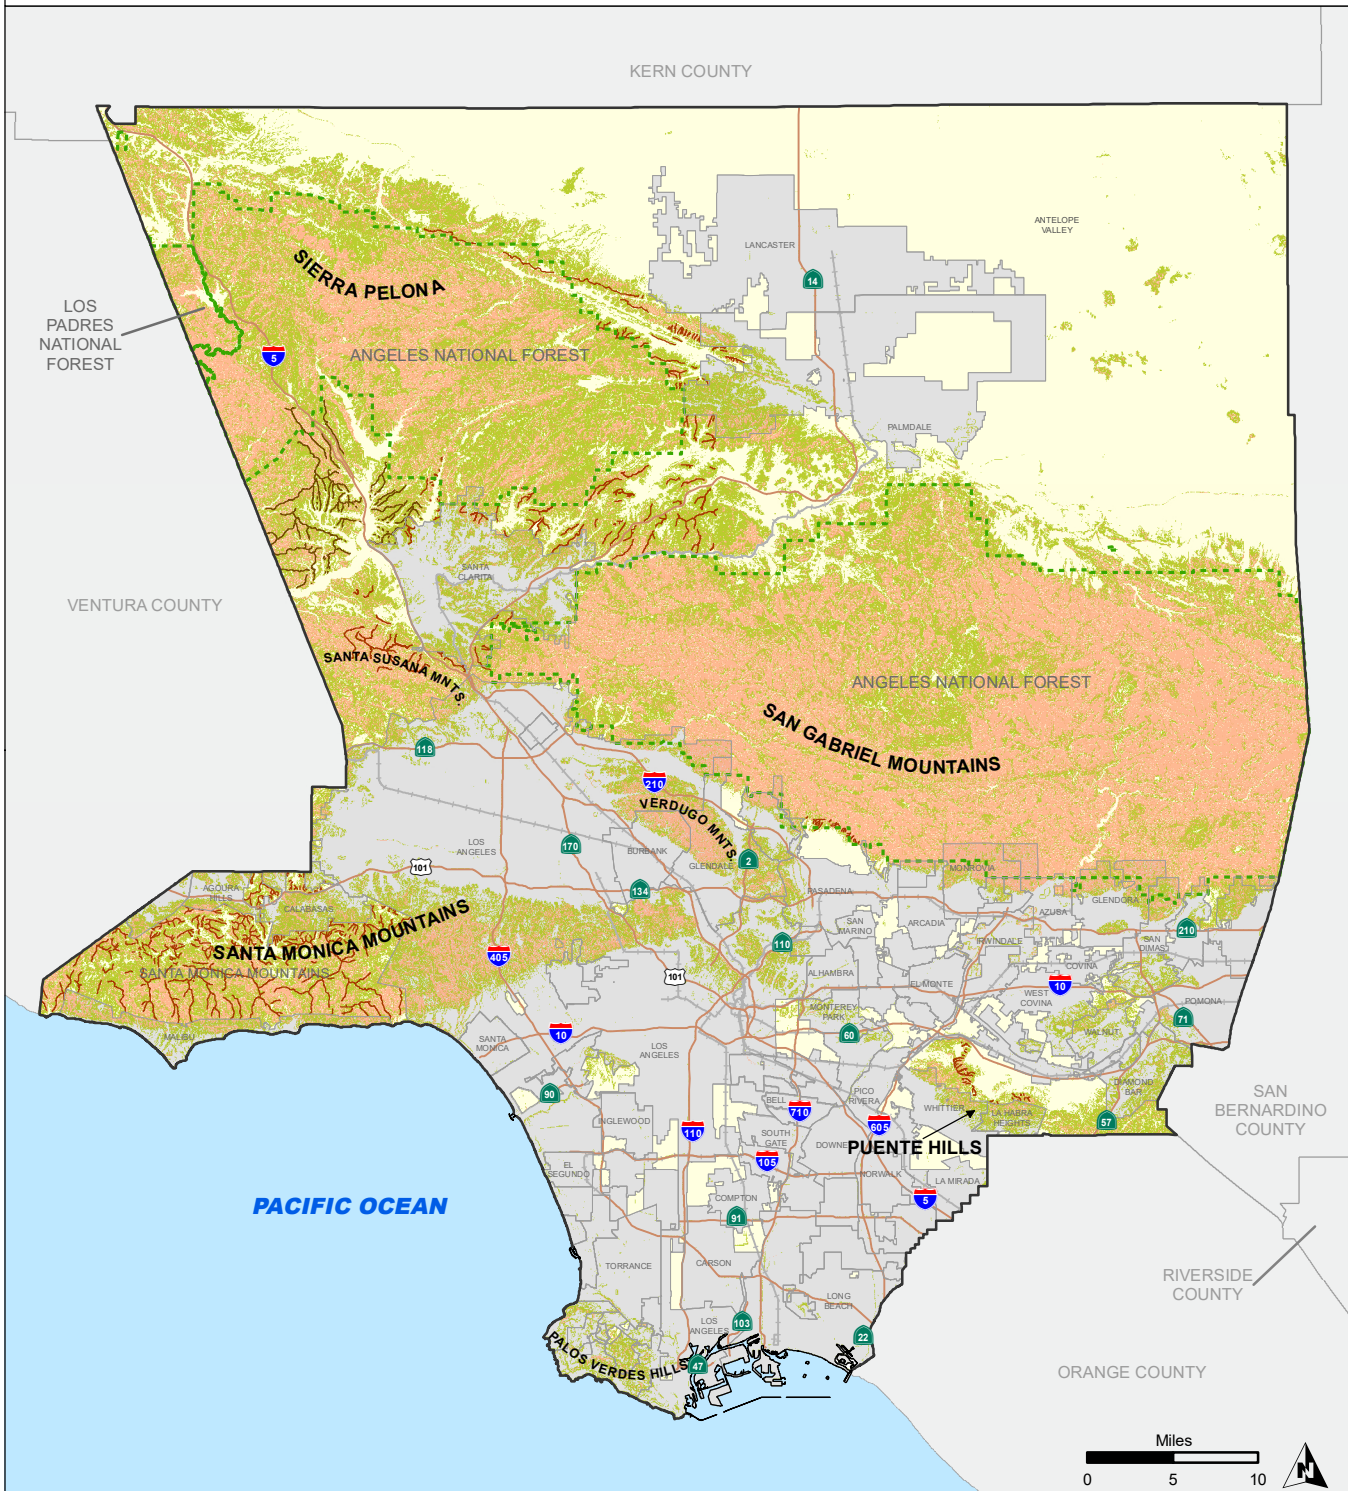 KERN COUNTY
ANTELOPE
VALLEY
LANCASTER
14
SIERRA PELONA
LOS
PADRES
NATIONAL
FOREST
5
ANGELES NATIONAL FOREST
PALMDALE
SANTA
CLARITA
VENTURA COUNTY
SANTA SUSANA MNTS.
ANGELES NATIONAL FOREST
SAN GABRIEL MOUNTAINS
118
210
VERDUGO MNTS.
LOS
ANGELES
170
BURBANK
GLENDALE
2
101
134
MONROVIA
AGOURA
HILLS
CALABASAS
PASADENA
AZUSA
GLENDORA
SANTA MONICA MOUNTAINS
SANTA MONICA MOUNTAINS
405
110
SAN
MARINO
ARCADIA
IRWINDALE
SAN
DIMAS
210
101
ALHAMBRA
EL MONTE
COVINA
10
WEST
COVINA
POMONA
MALIBU
SANTA
MONICA
10
LOS
ANGELES
MONTEREY
PARK
60
WALNUT
71
90
BELL
710
PICO
RIVERA
WHITTIER
DIAMOND
BAR
LA HABRA
HEIGHTS
57
SAN
BERNARDINO
COUNTY
INGLEWOOD
110
SOUTH
GATE
605
DOWNE
PUENTE HILLS
EL
SEGUNDO
105
NORWALK
LA MIRADA
5
PACIFIC OCEAN
COMPTON
91
TORRANCE
CARSON
RIVERSIDE
COUNTY
LONG
BEACH
LOS
ANGELES
103
22
PALOS VERDES HILLS
47
ORANGE COUNTY
Miles
0 5 10
N